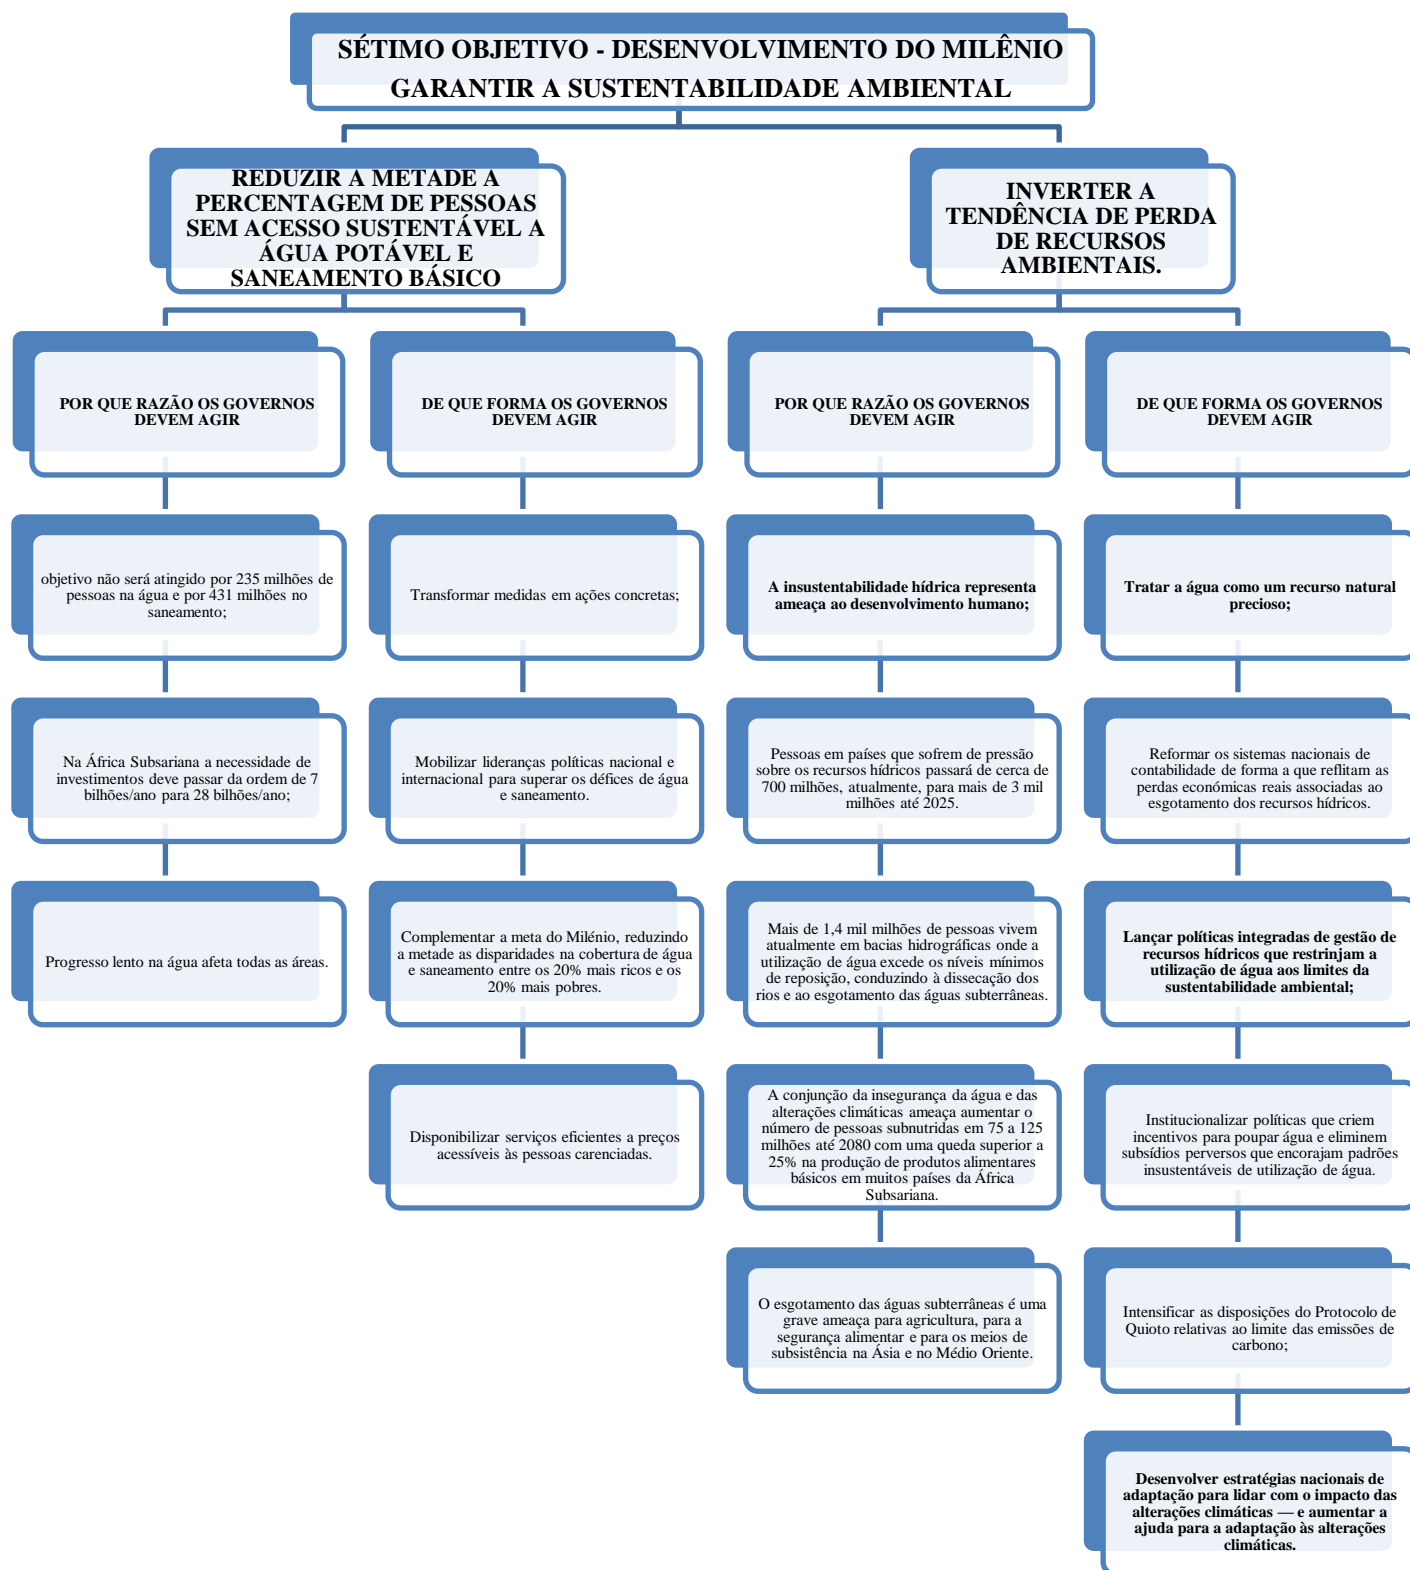 SÉTIMO OBJETIVO - DESENVOLVIMENTO DO MILÊNIO
GARANTIR A SUSTENTABILIDADE AMBIENTAL
REDUZIR A METADE A
PERCENTAGEM DE PESSOAS
SEM ACESSO SUSTENTÁVEL A
ÁGUA POTÁVEL E
SANEAMENTO BÁSICO
POR QUE RAZÃO OS GOVERNOS
DEVEM AGIR
objetivo não será atingido por 235 milhões de
pessoas na água e por 431 milhões no
saneamento;
Na África Subsariana a necessidade de
investimentos deve passar da ordem de 7
bilhões/ano para 28 bilhões/ano;
Progresso lento na água afeta todas as áreas.
DE QUE FORMA OS GOVERNOS
DEVEM AGIR
Transformar medidas em ações concretas;
Mobilizar lideranças políticas nacional e
internacional para superar os défices de água
e saneamento.
Complementar a meta do Milénio, reduzindo
a metade as disparidades na cobertura de água
e saneamento entre os 20% mais ricos e os
20% mais pobres.
Disponibilizar serviços eficientes a preços
acessíveis às pessoas carenciadas.
INVERTER A
TENDÊNCIA DE PERDA
DE RECURSOS
AMBIENTAIS.
POR QUE RAZÃO OS GOVERNOS
DEVEM AGIR
A insustentabilidade hídrica representa
ameaça ao desenvolvimento humano;
Pessoas em países que sofrem de pressão
sobre os recursos hídricos passará de cerca de
700 milhões, atualmente, para mais de 3 mil
milhões até 2025.
Mais de 1,4 mil milhões de pessoas vivem
atualmente em bacias hidrográficas onde a
utilização de água excede os níveis mínimos
de reposição, conduzindo à dissecação dos
rios e ao esgotamento das águas subterrâneas.
A conjunção da insegurança da água e das
alterações climáticas ameaça aumentar o
número de pessoas subnutridas em 75 a 125
milhões até 2080 com uma queda superior a
25% na produção de produtos alimentares
básicos em muitos países da África
Subsariana.
O esgotamento das águas subterrâneas é uma
grave ameaça para agricultura, para a
segurança alimentar e para os meios de
subsistência na Ásia e no Médio Oriente.
DE QUE FORMA OS GOVERNOS
DEVEM AGIR
Tratar a água como um recurso natural
precioso;
Reformar os sistemas nacionais de
contabilidade de forma a que reflitam as
perdas económicas reais associadas ao
esgotamento dos recursos hídricos.
Lançar políticas integradas de gestão de
recursos hídricos que restrinjam a
utilização de água aos limites da
sustentabilidade ambiental;
Institucionalizar políticas que criem
incentivos para poupar água e eliminem
subsídios perversos que encorajam padrões
insustentáveis de utilização de água.
Intensificar as disposições do Protocolo de
Quioto relativas ao limite das emissões de
carbono;
Desenvolver estratégias nacionais de
adaptação para lidar com o impacto das
alterações climáticas — e aumentar a
ajuda para a adaptação às alterações
climáticas.